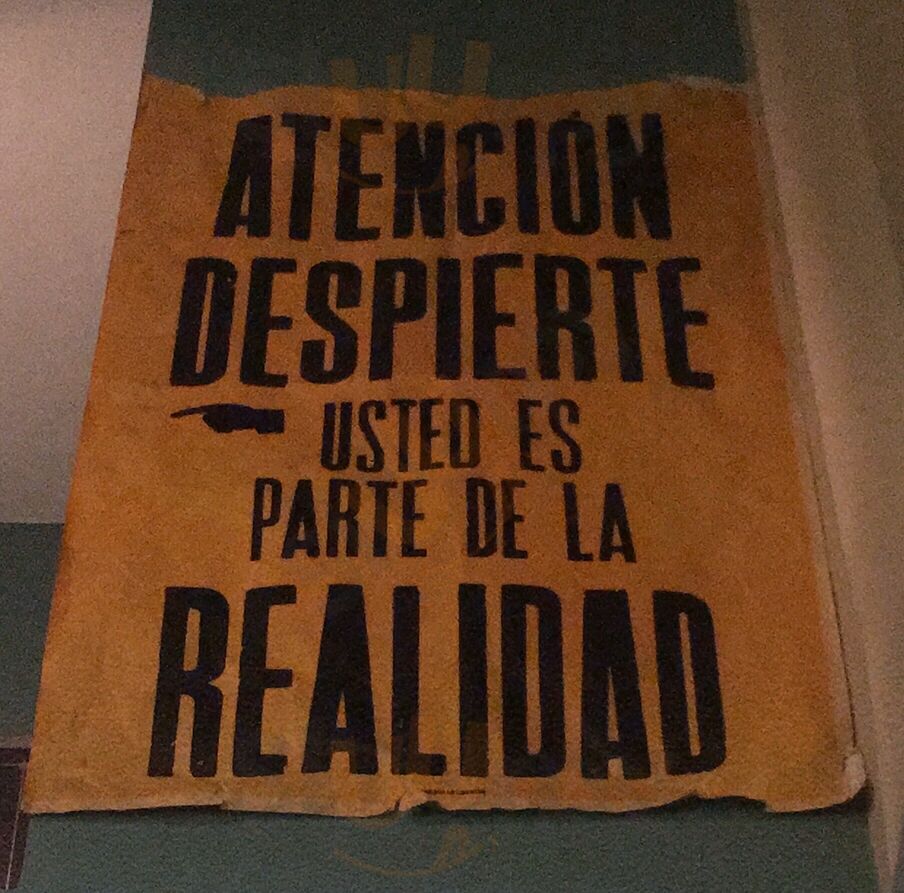 ATENCIÓN
DESPIERTE
USTED ES
PARTE DE LA
REALIDAD